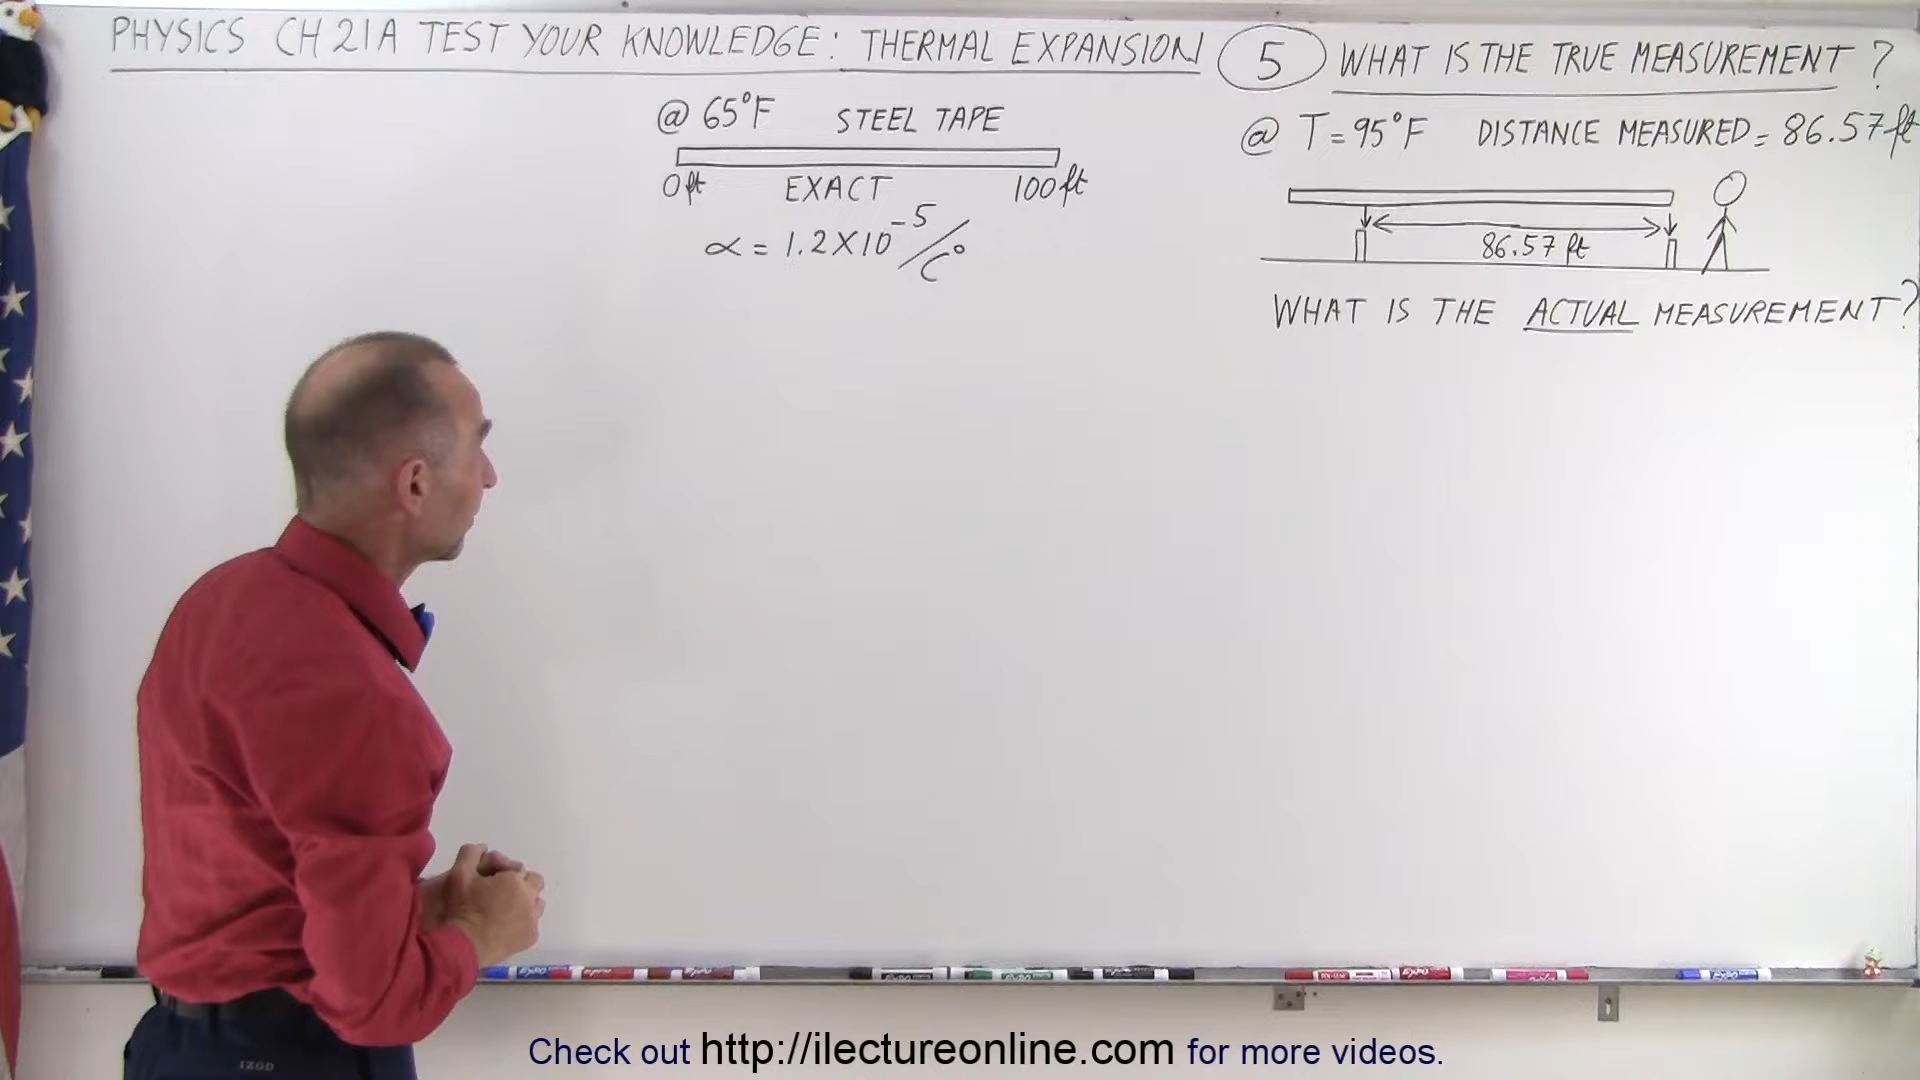 PHYSICS CH 21A TEST YOUR KNOWLEDGE: THERMAL EXPANSION 5 WHAT IS THE TRUE MEASUREMENT?
@ 65°F STEEL TAPE
0 ft EXACT 100 ft
α = 1.2 X 10^-5 / C°
@ T = 95°F DISTANCE MEASURED = 86.57 ft
86.57 ft
WHAT IS THE ACTUAL MEASUREMENT?
IZOD
Check out http://ilectureonline.com for more videos.